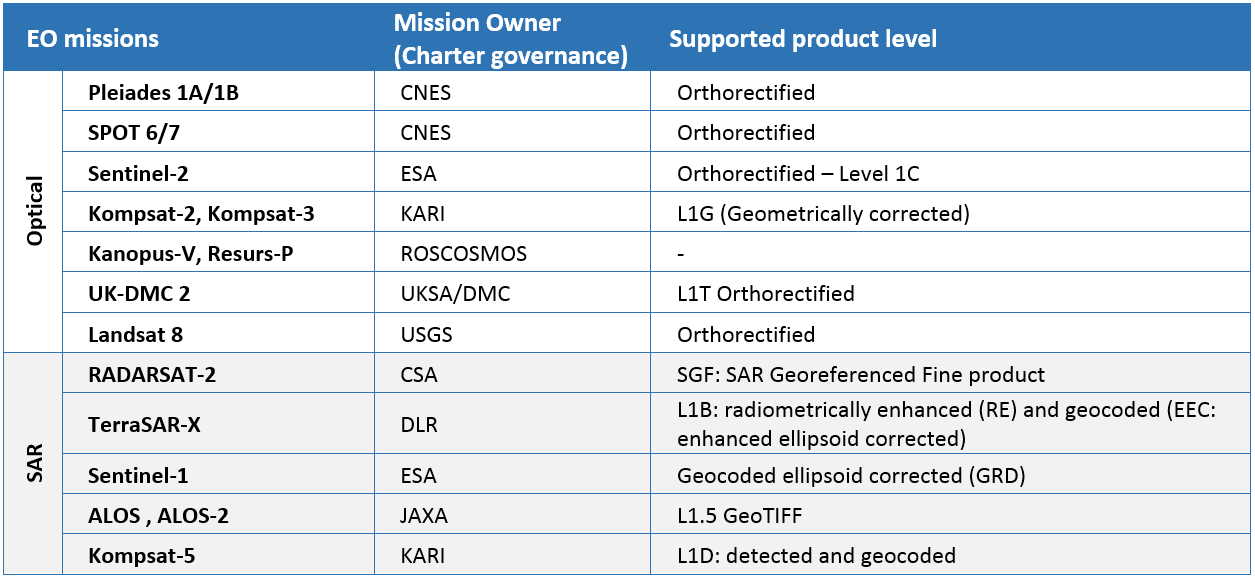 EO missions
Mission Owner
(Charter governance)
Supported product level
Optical
Pleiades 1A/1B
CNES
Orthorectified
SPOT 6/7
CNES
Orthorectified
Sentinel-2
ESA
Orthorectified – Level 1C
Kompsat-2, Kompsat-3
KARI
L1G (Geometrically corrected)
Kanopus-V, Resurs-P
ROSCOSMOS
-
UK-DMC 2
UKSA/DMC
L1T Orthorectified
Landsat 8
USGS
Orthorectified
SAR
RADARSAT-2
CSA
SGF: SAR Georeferenced Fine product
TerraSAR-X
DLR
L1B: radiometrically enhanced (RE) and geocoded (EEC:
enhanced ellipsoid corrected)
Sentinel-1
ESA
Geocoded ellipsoid corrected (GRD)
ALOS , ALOS-2
JAXA
L1.5 GeoTIFF
Kompsat-5
KARI
L1D: detected and geocoded